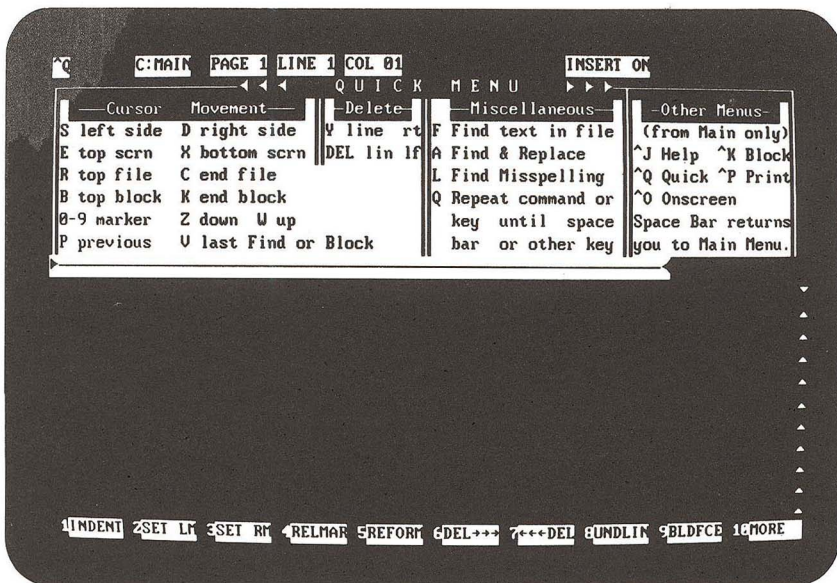 ^Q C:MAIN PAGE 1 LINE 1 COL 01 INSERT ON
◄ ◄ ◄ QUICK MENU ► ► ►
——Cursor Movement—— —Delete— ——Miscellaneous—— —Other Menus—
S left side D right side Y line rt F Find text in file (from Main only)
E top scrn X bottom scrn DEL lin lf A Find & Replace ^J Help ^K Block
R top file C end file L Find Misspelling ^Q Quick ^P Print
B top block K end block Q Repeat command or ^O Onscreen
0-9 marker Z down W up key until space Space Bar returns
P previous V last Find or Block bar or other key you to Main Menu.
1INDENT 2SET LM 3SET RM 4RELMAR 5REFORM 6DEL→→→ 7←←←DEL 8UNDLIN 9BLDFCE 10MORE